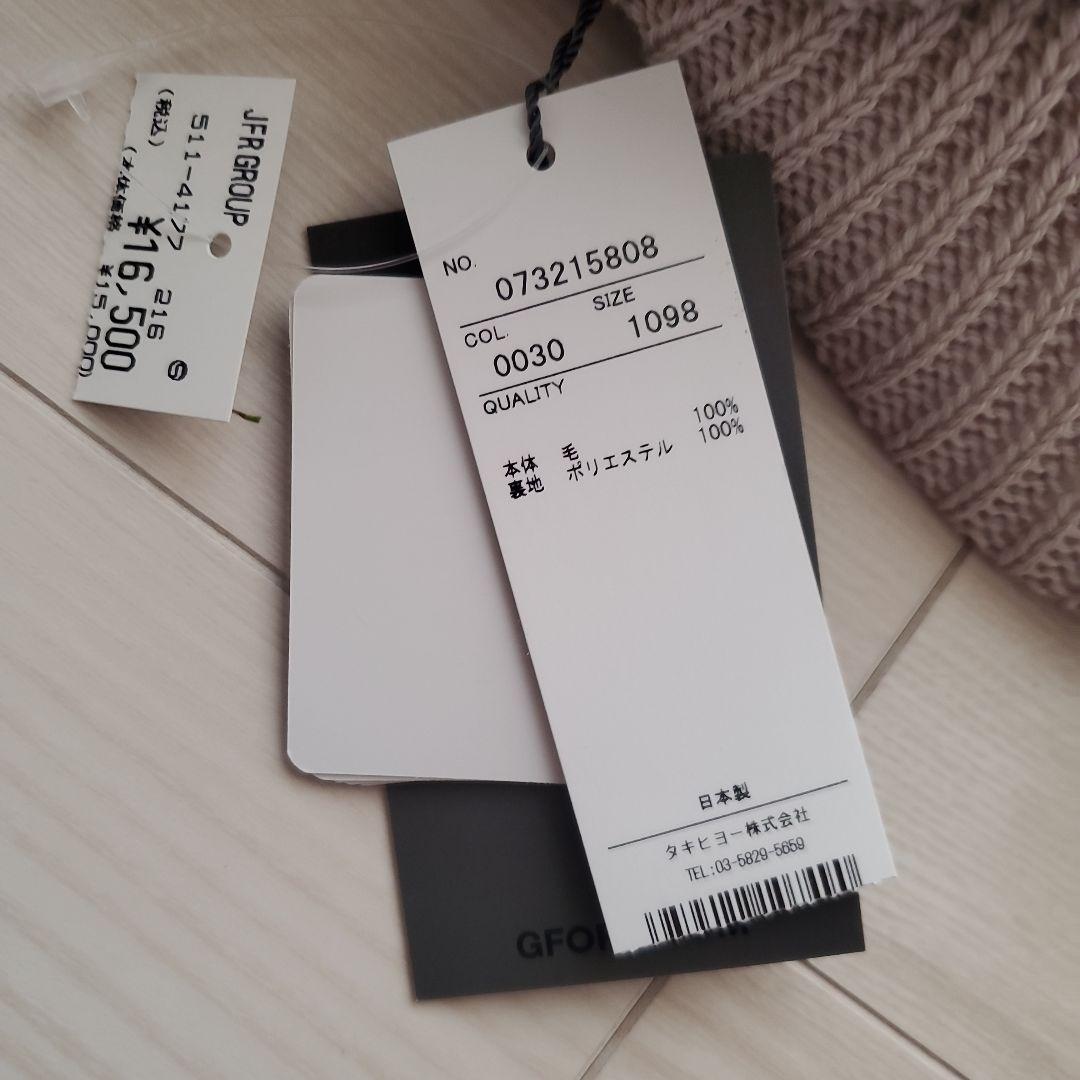 JFR GROUP
511-4177
216
(税込) ¥16,500
(本体価格 ¥15,000)
NO.
073215808
COL. SIZE
0030 1098
QUALITY
本体 毛 100%
裏地 ポリエステル 100%
日本製
タキヒヨー株式会社
TEL:03-5829-5659